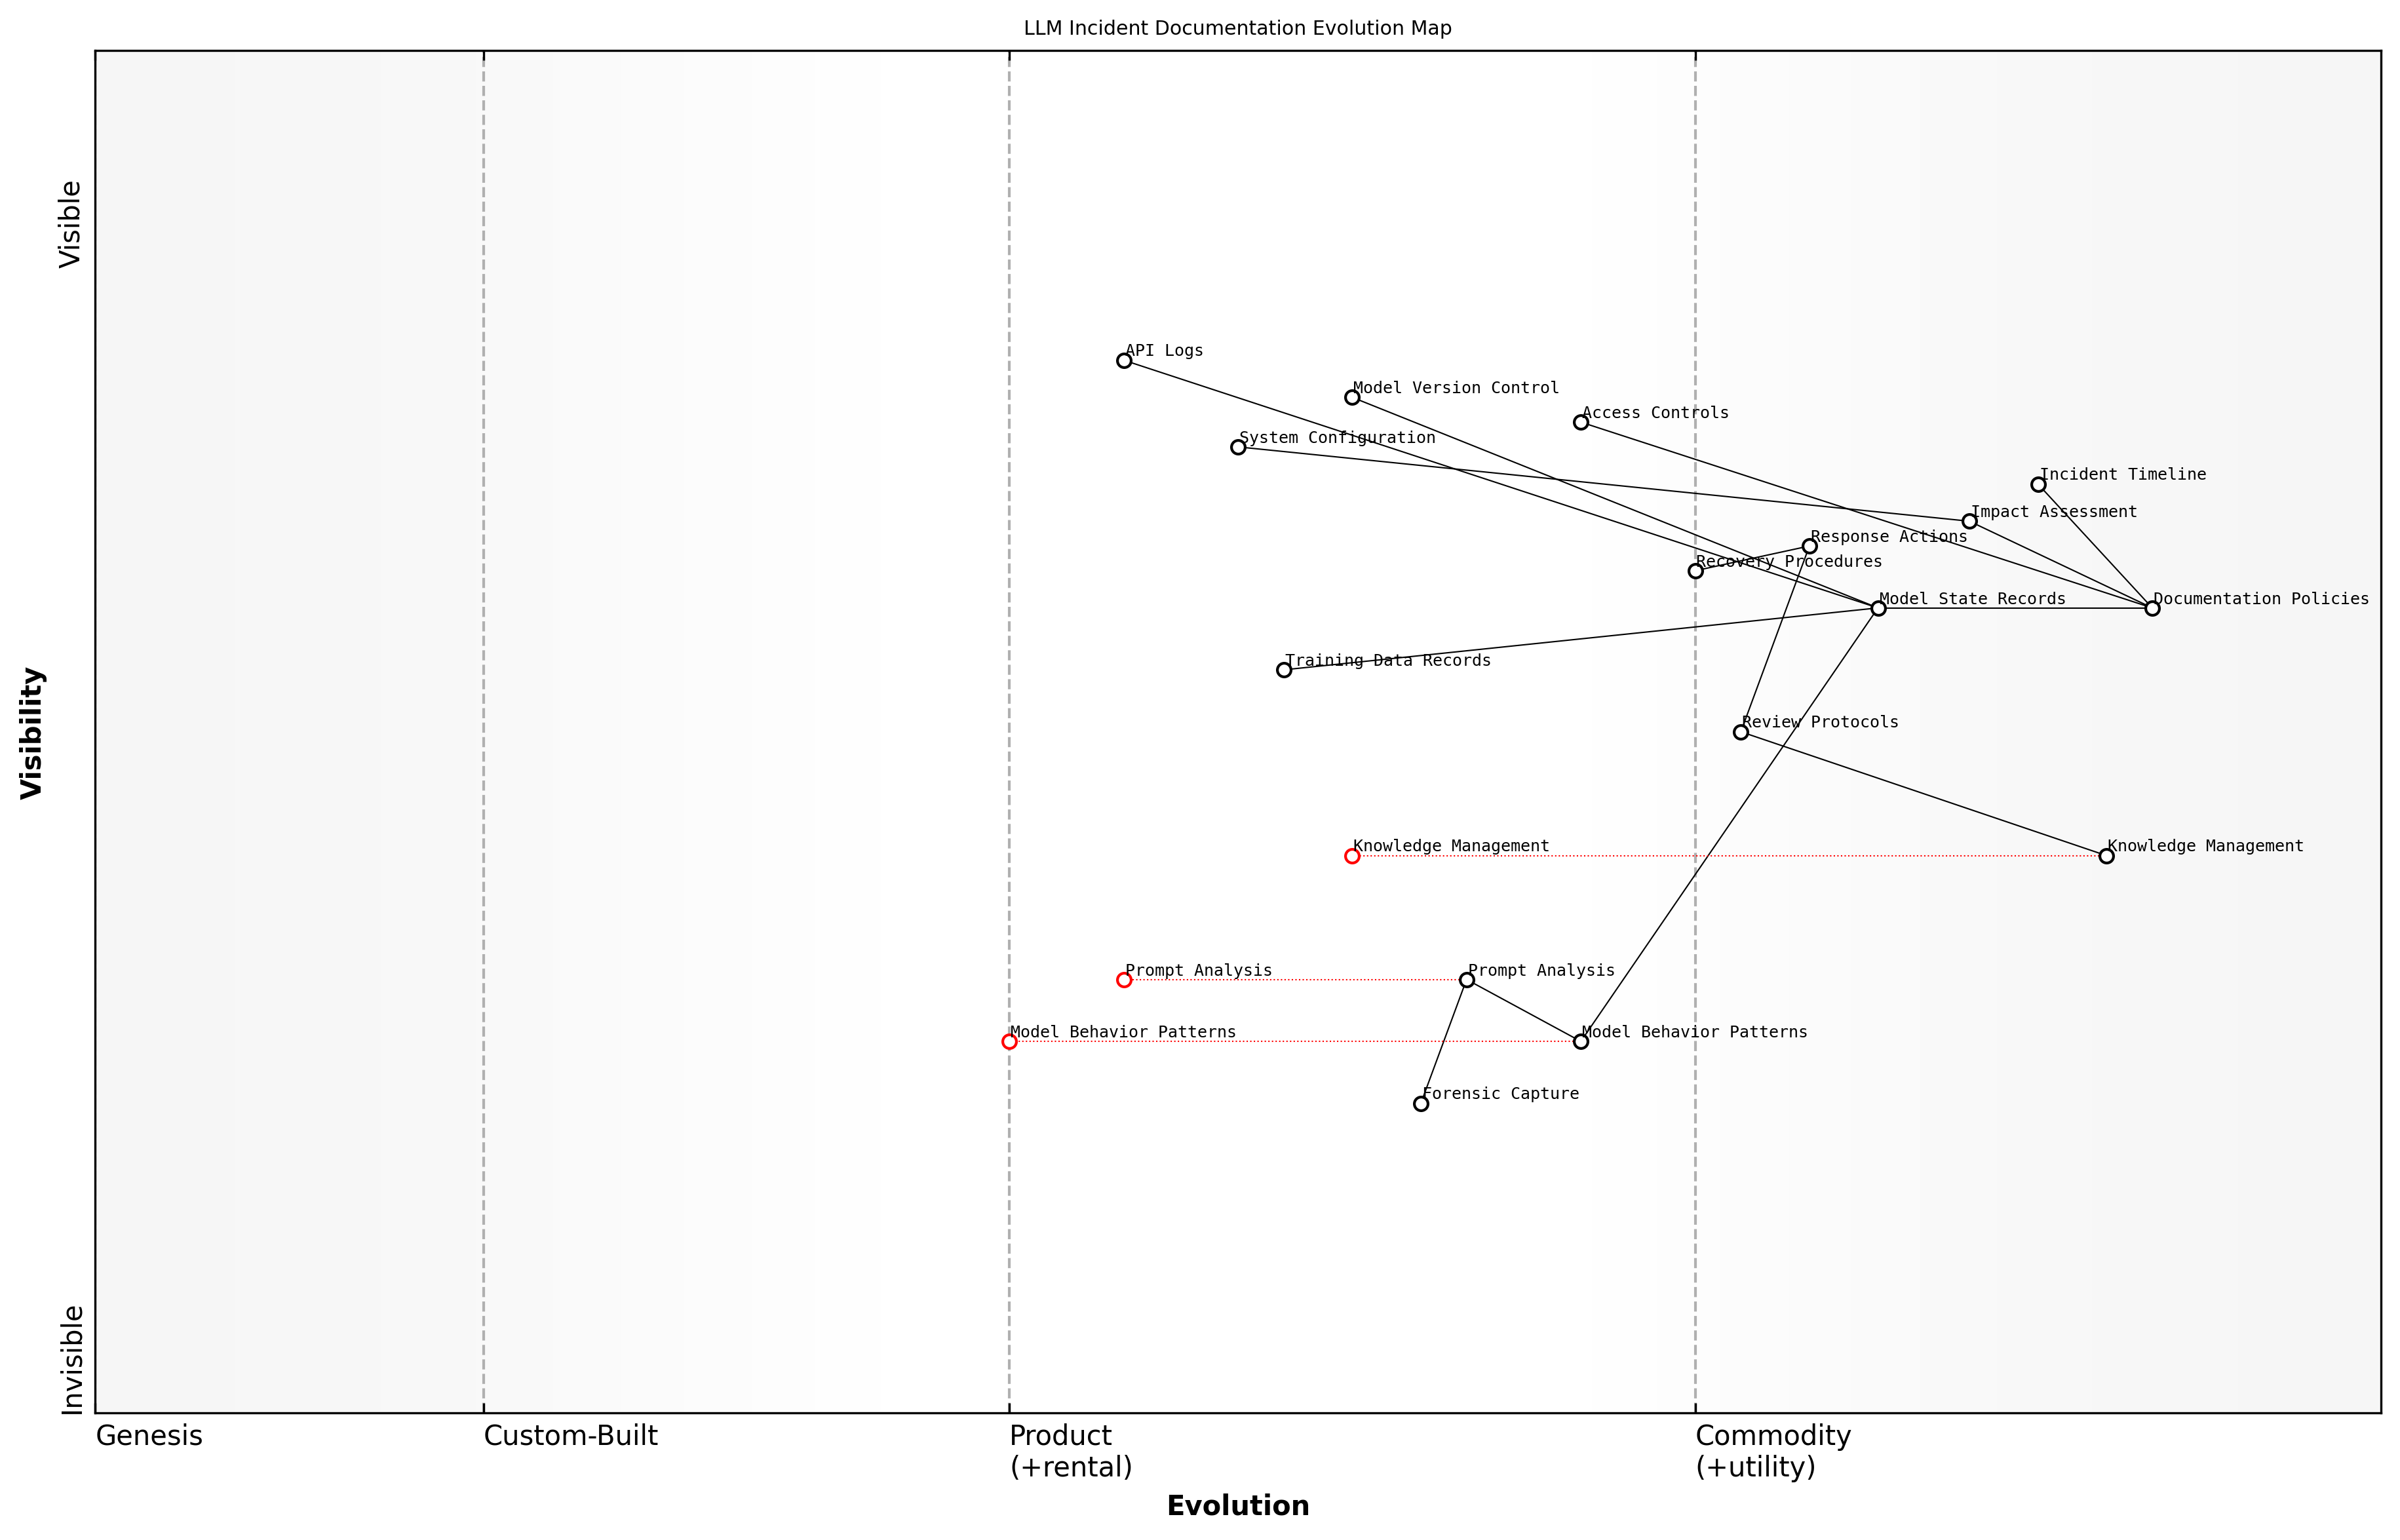 LLM Incident Documentation Evolution Map
Visible
API Logs
Model Version Control
Access Controls
System Configuration
Incident Timeline
Impact Assessment
Response Actions
Recovery Procedures
Model State Records
Documentation Policies
Training Data Records
Visibility
Review Protocols
Knowledge Management
Knowledge Management
Prompt Analysis
Prompt Analysis
Model Behavior Patterns
Model Behavior Patterns
Forensic Capture
Invisible
Genesis
Custom-Built
Product
(+rental)
Commodity
(+utility)
Evolution